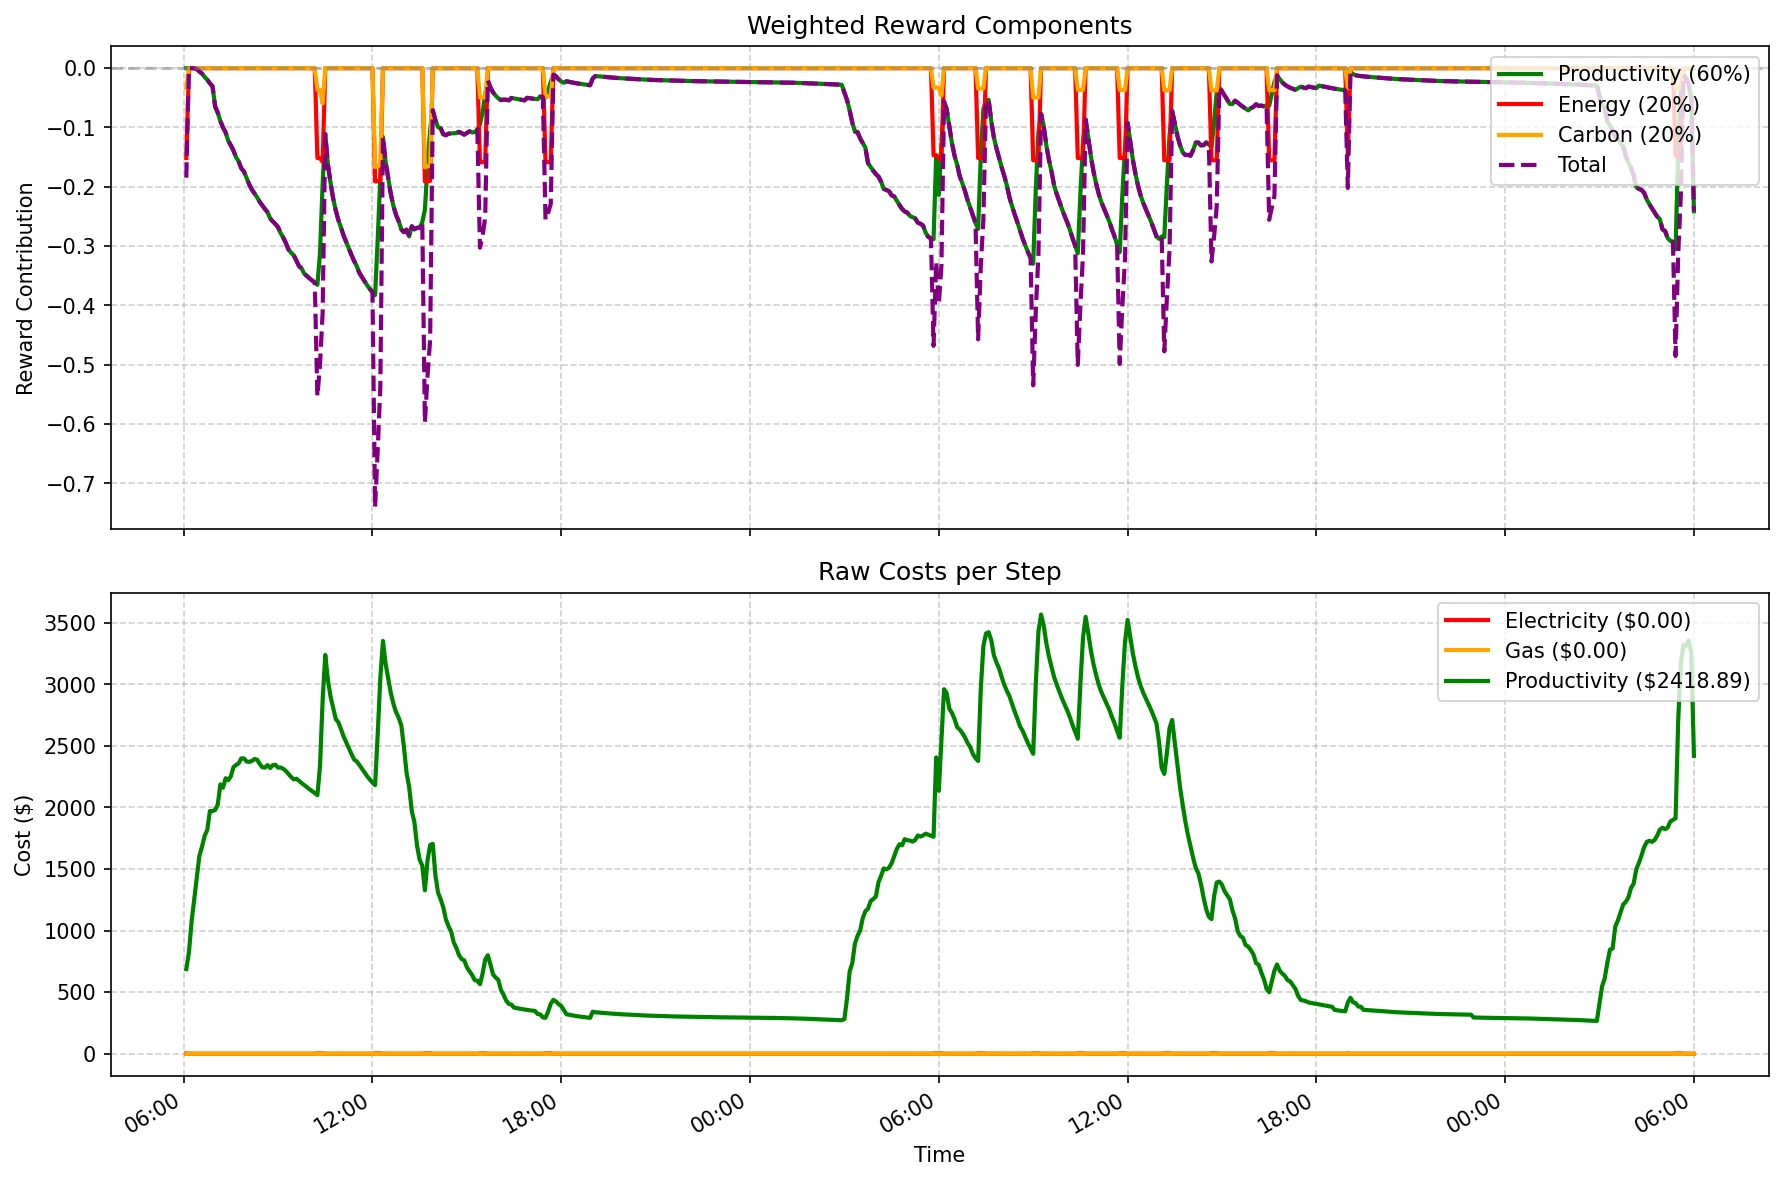 Weighted Reward Components
Reward Contribution
0.0
−0.1
−0.2
−0.3
−0.4
−0.5
−0.6
−0.7
Productivity (60%)
Energy (20%)
Carbon (20%)
Total
Raw Costs per Step
Cost ($)
3500
3000
2500
2000
1500
1000
500
0
Electricity ($0.00)
Gas ($0.00)
Productivity ($2418.89)
06:00
12:00
18:00
00:00
06:00
12:00
18:00
00:00
06:00
Time